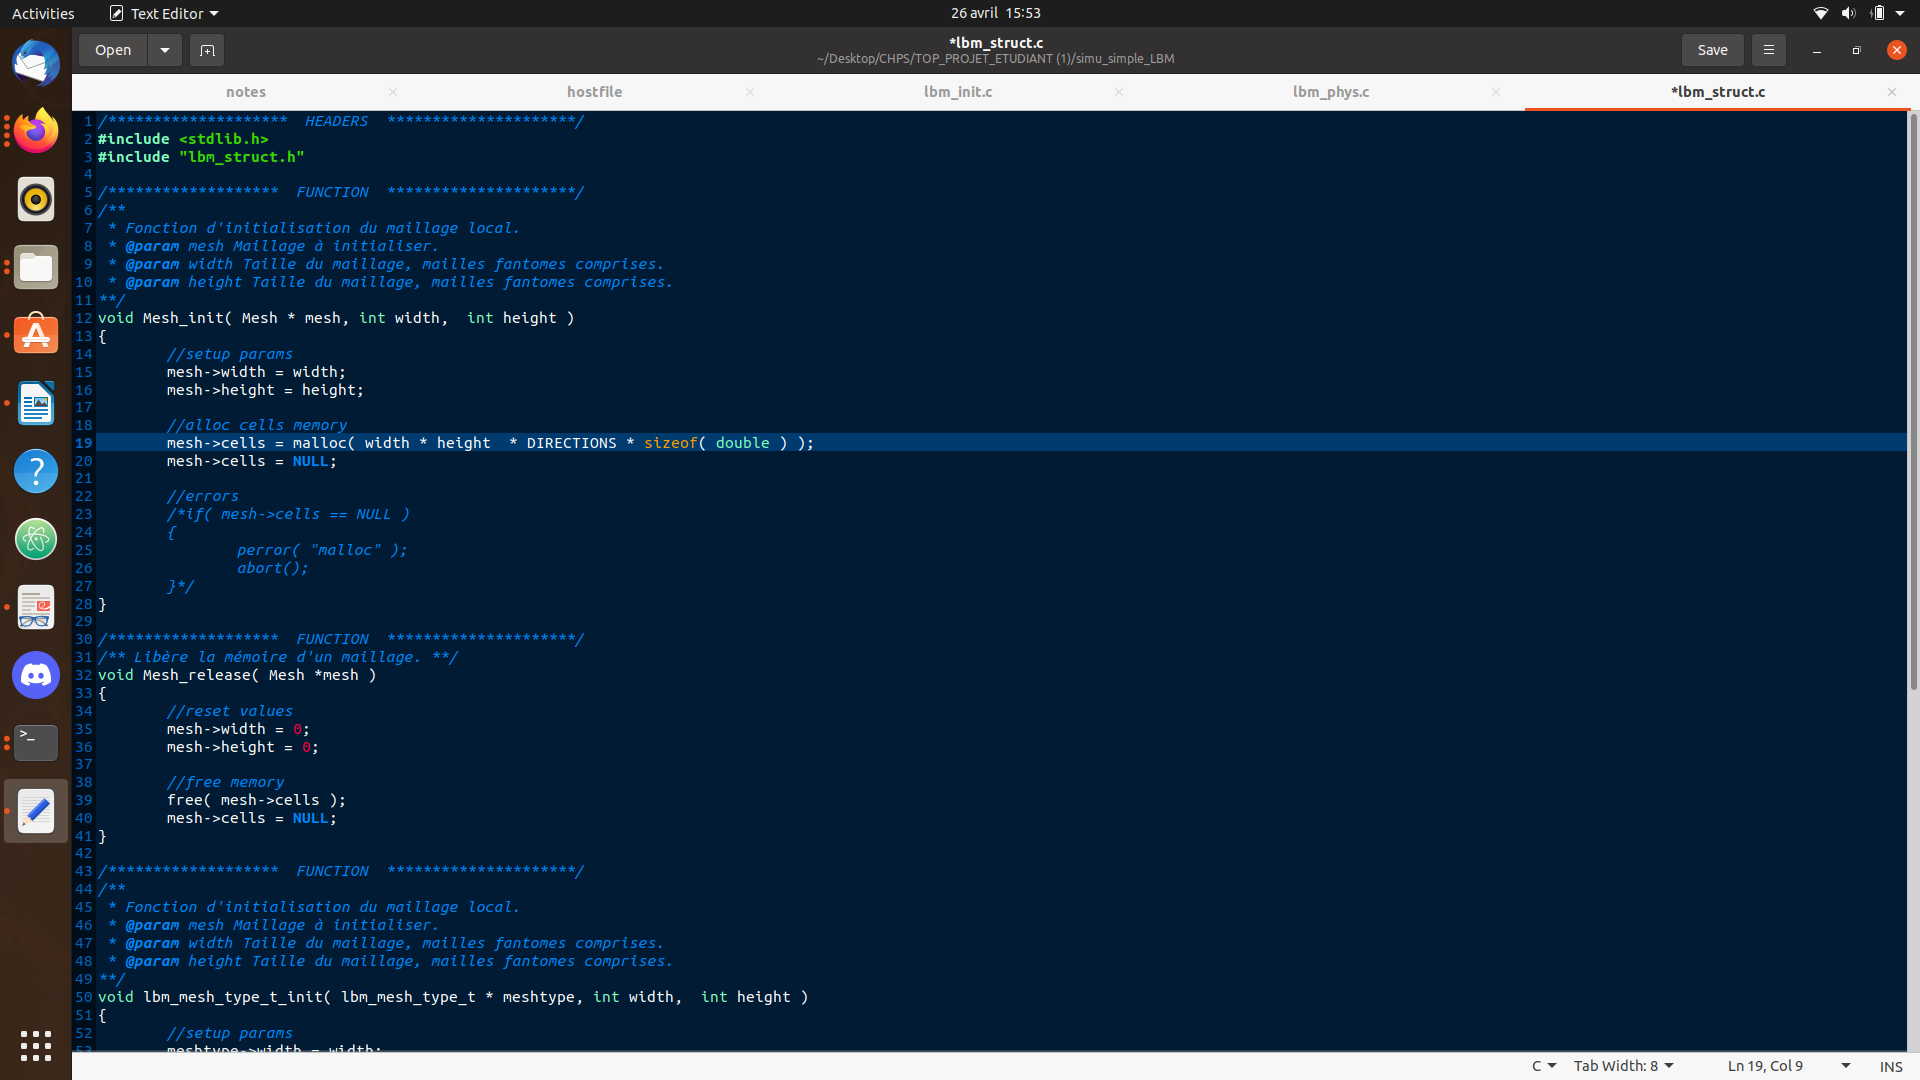 Activities Text Editor 26 avril 15:53
Open *lbm_struct.c Save
~/Desktop/CHPS/TOP_PROJET_ETUDIANT (1)/simu_simple_LBM
notes hostfile lbm_init.c lbm_phys.c *lbm_struct.c
1 /******************** HEADERS *********************/
2 #include <stdlib.h>
3 #include "lbm_struct.h"
4
5 /******************* FUNCTION *********************/
6 /**
7 * Fonction d'initialisation du maillage local.
8 * @param mesh Maillage à initialiser.
9 * @param width Taille du maillage, mailles fantomes comprises.
10 * @param height Taille du maillage, mailles fantomes comprises.
11 **/
12 void Mesh_init( Mesh * mesh, int width,  int height )
13 {
14 //setup params
15 mesh->width = width;
16 mesh->height = height;
17
18 //alloc cells memory
19 mesh->cells = malloc( width * height  * DIRECTIONS * sizeof( double ) );
20 mesh->cells = NULL;
21
22 //errors
23 /*if( mesh->cells == NULL )
24 {
25 perror( "malloc" );
26 abort();
27 }*/
28 }
29
30 /******************* FUNCTION *********************/
31 /** Libère la mémoire d'un maillage. **/
32 void Mesh_release( Mesh *mesh )
33 {
34 //reset values
35 mesh->width = 0;
36 mesh->height = 0;
37
38 //free memory
39 free( mesh->cells );
40 mesh->cells = NULL;
41 }
42
43 /******************* FUNCTION *********************/
44 /**
45 * Fonction d'initialisation du maillage local.
46 * @param mesh Maillage à initialiser.
47 * @param width Taille du maillage, mailles fantomes comprises.
48 * @param height Taille du maillage, mailles fantomes comprises.
49 **/
50 void lbm_mesh_type_t_init( lbm_mesh_type_t * meshtype, int width,  int height )
51 {
52 //setup params
53 meshtype->width = width;
C Tab Width: 8 Ln 19, Col 9 INS